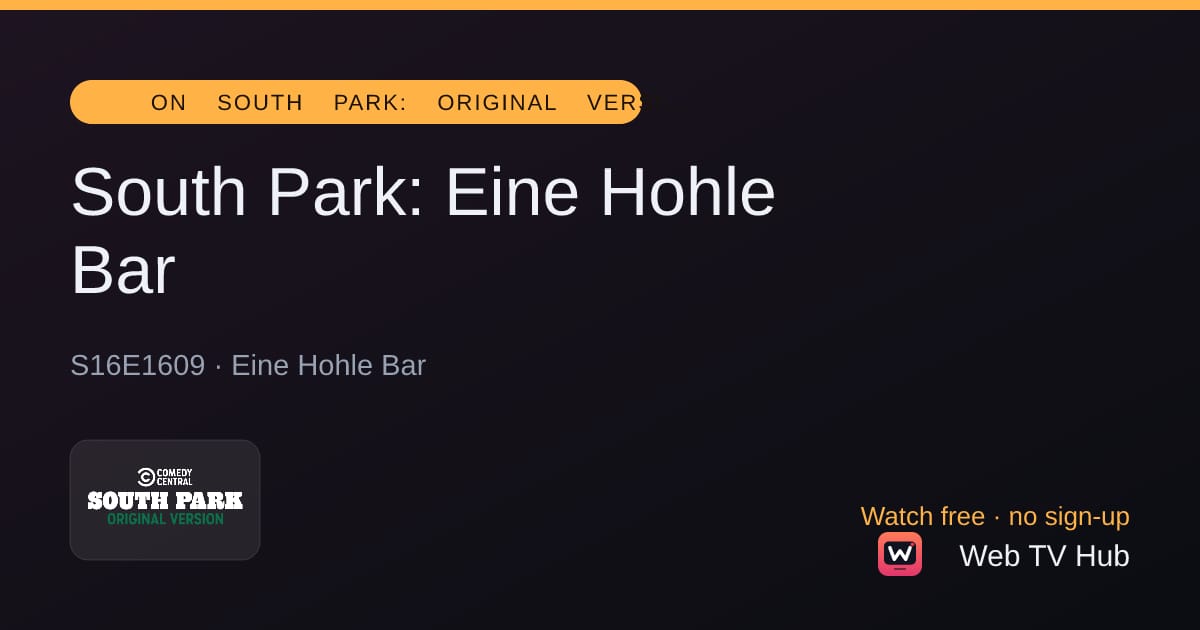 ON SOUTH PARK: ORIGINAL
South Park: Eine Hohle
Bar
S16E1609 · Eine Hohle Bar
COMEDY
CENTRAL
SOUTH PARK
ORIGINAL VERSION
Watch free · no sign-up
W
Web TV Hub